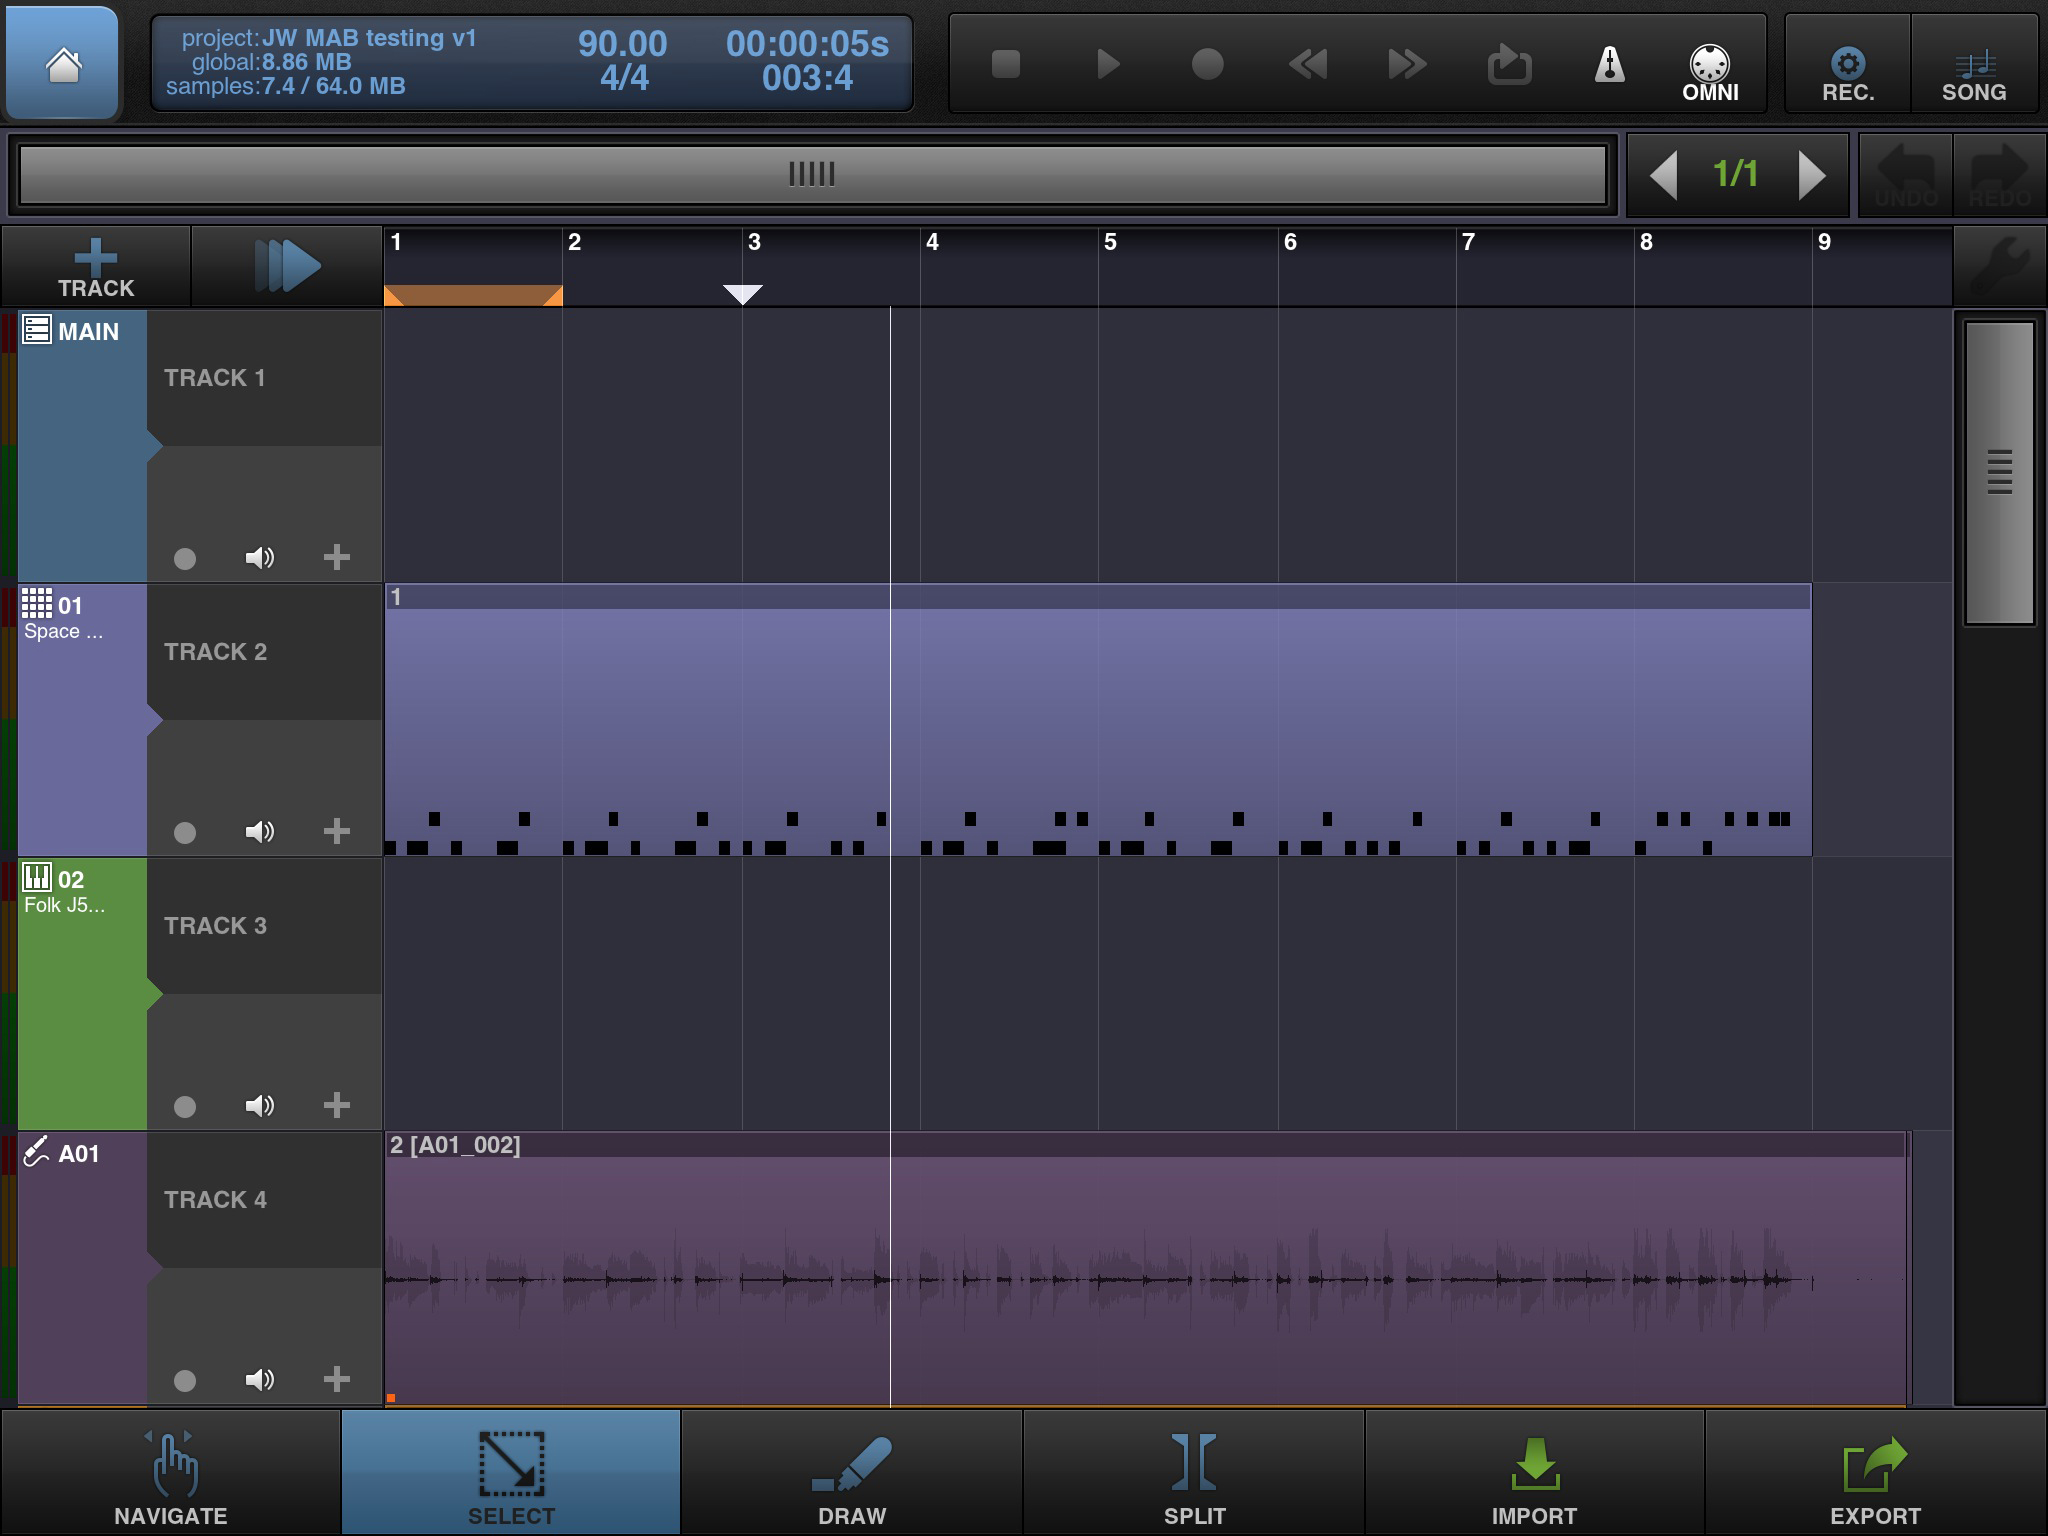 project:JW MAB testing v1
global:8.86 MB
samples:7.4 / 64.0 MB
90.00
4/4
00:00:05s
003:4
OMNI
REC.
SONG
1/1
UNDO
REDO
TRACK
1 2 3 4 5 6 7 8 9
MAIN
TRACK 1
01
Space ...
TRACK 2
1
02
Folk J5...
TRACK 3
A01
TRACK 4
2 [A01_002]
NAVIGATE
SELECT
DRAW
SPLIT
IMPORT
EXPORT